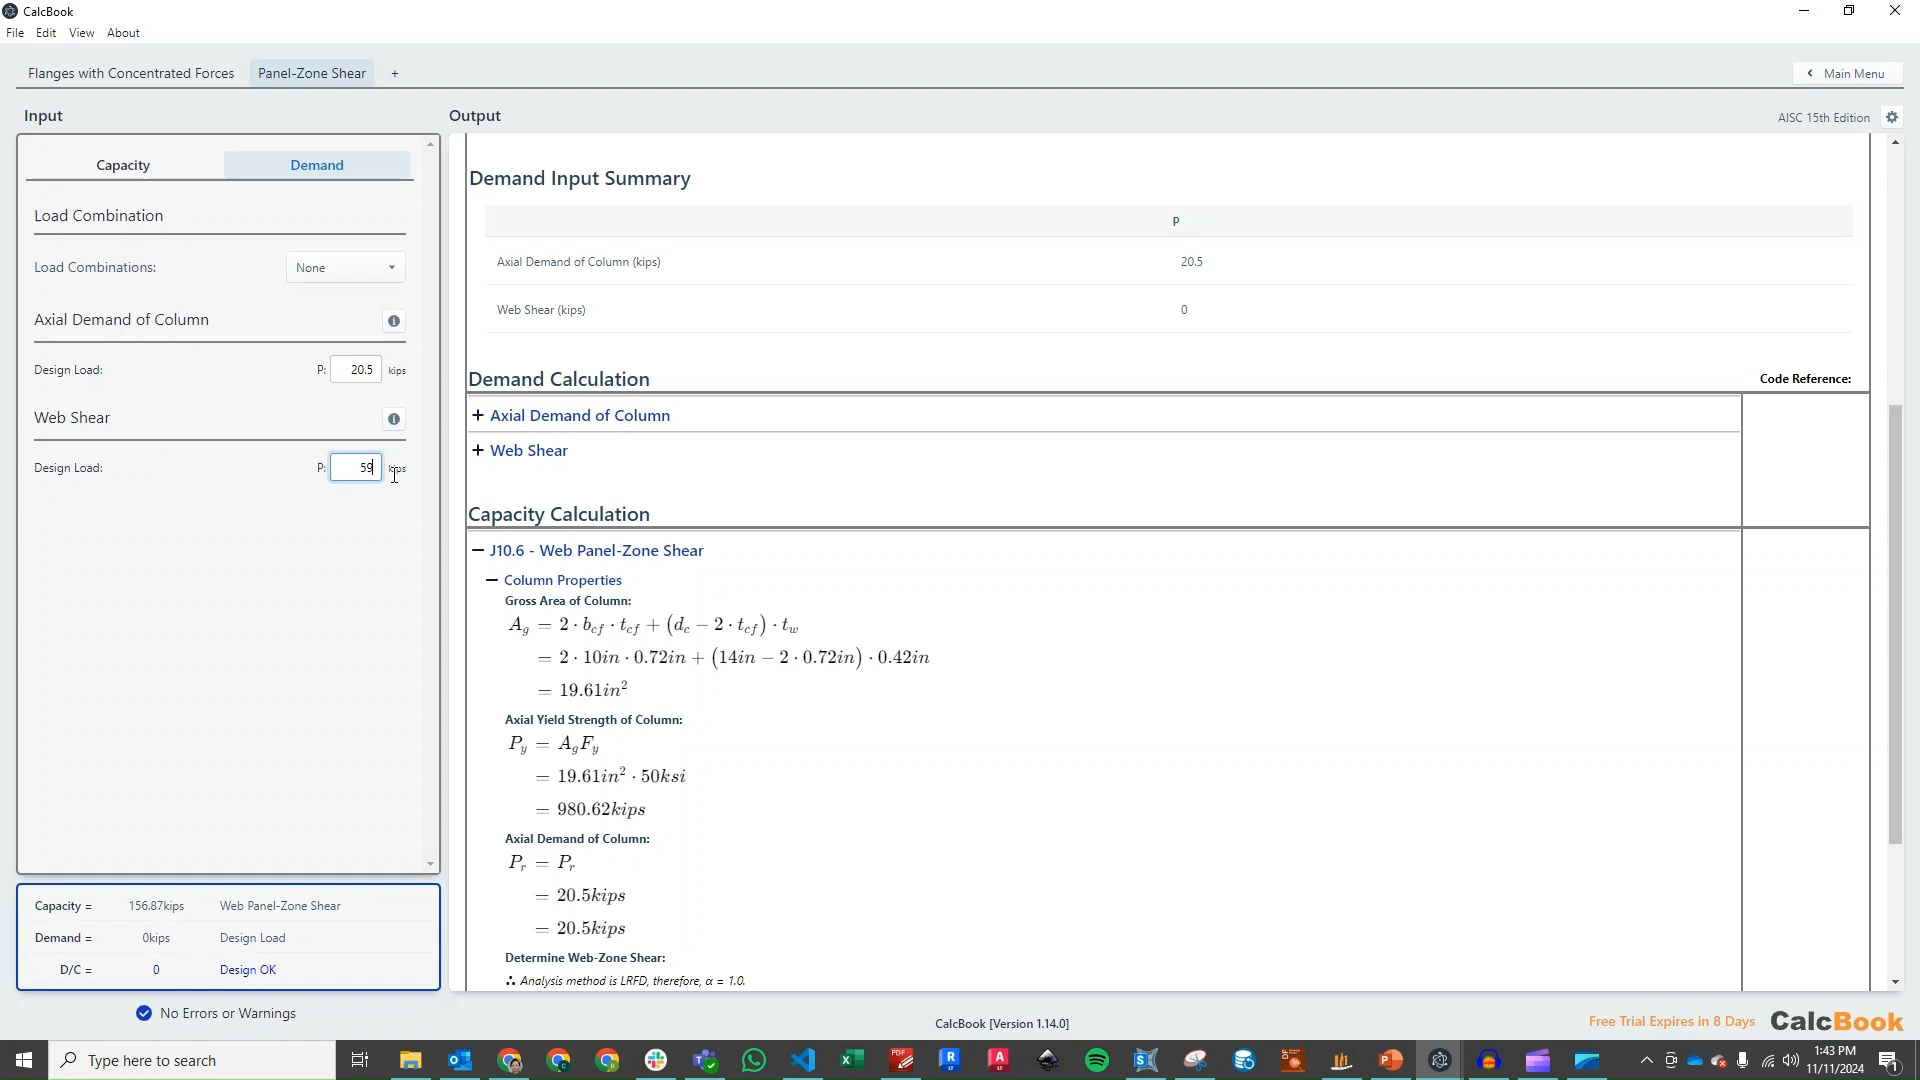 CalcBook
File Edit View About
Flanges with Concentrated Forces Panel-Zone Shear +
Main Menu
Input
Output
AISC 15th Edition
Capacity Demand
Load Combination
Load Combinations: None
Axial Demand of Column
Design Load: P: 20.5 kips
Web Shear
Design Load: P: 59 kips
Capacity = 156.87kips Web Panel-Zone Shear
Demand = 0kips Design Load
D/C = 0 Design OK
No Errors or Warnings
Demand Input Summary
P
Axial Demand of Column (kips) 20.5
Web Shear (kips) 0
Demand Calculation Code Reference:
+ Axial Demand of Column
+ Web Shear
Capacity Calculation
— J10.6 - Web Panel-Zone Shear
— Column Properties
Gross Area of Column:
A_g = 2 · b_cf · t_cf + (d_c − 2 · t_cf) · t_w
= 2 · 10in · 0.72in + (14in − 2 · 0.72in) · 0.42in
= 19.61in²
Axial Yield Strength of Column:
P_y = A_gF_y
= 19.61in² · 50ksi
= 980.62kips
Axial Demand of Column:
P_r = P_r
= 20.5kips
= 20.5kips
Determine Web-Zone Shear:
∴ Analysis method is LRFD, therefore, α = 1.0.
CalcBook [Version 1.14.0]
Free Trial Expires in 8 Days CalcBook
Type here to search
1:43 PM
11/11/2024
1